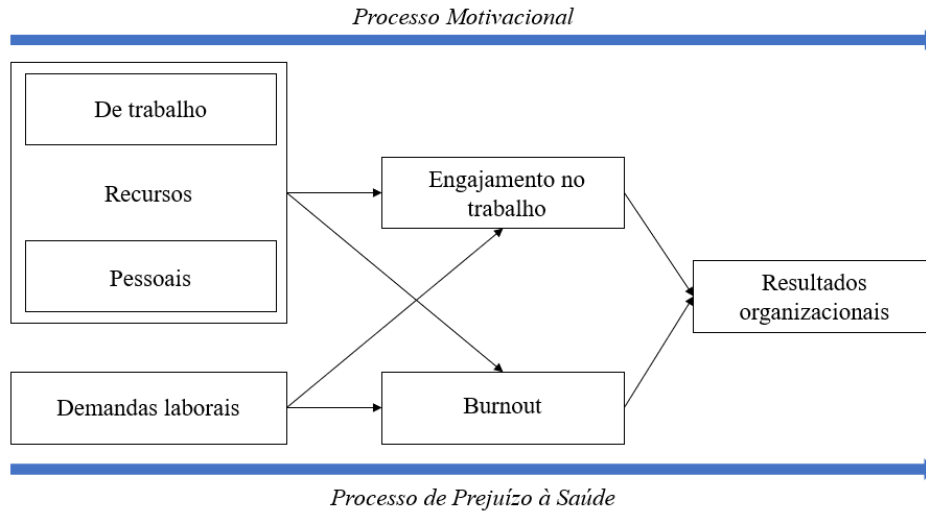 Processo Motivacional
De trabalho
Recursos
Pessoais
Engajamento no
trabalho
Resultados
organizacionais
Demandas laborais
Burnout
Processo de Prejuízo à Saúde